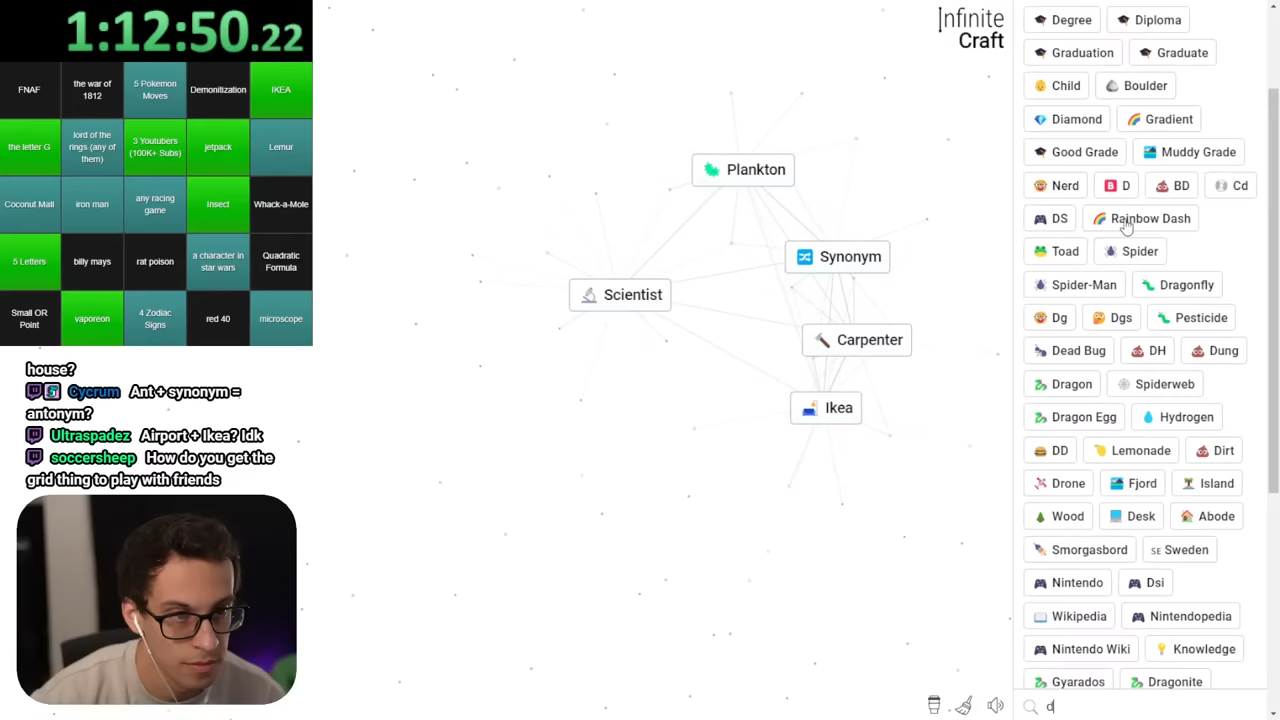 1:12:50.22
FNAF
the war of
1812
5 Pokemon
Moves
Demonitization
IKEA
the letter G
lord of the
rings (any of
them)
3 Youtubers
(100K+ Subs)
jetpack
Lemur
Coconut Mall
iron man
any racing
game
Insect
Whack-a-Mole
5 Letters
billy mays
rat poison
a character in
star wars
Quadratic
Formula
Small OR
Point
vaporeon
4 Zodiac
Signs
red 40
microscope
house?
Cycrum Ant + synonym =
antonym?
Ultraspadez Airport + Ikea? Idk
soccersheep How do you get the
grid thing to play with friends
Infinite
Craft
Plankton
Synonym
Scientist
Carpenter
Ikea
Degree Diploma
Graduation Graduate
Child Boulder
Diamond Gradient
Good Grade Muddy Grade
Nerd B D BD Cd
DS Rainbow Dash
Toad Spider
Spider-Man Dragonfly
Dg Dgs Pesticide
Dead Bug DH Dung
Dragon Spiderweb
Dragon Egg Hydrogen
DD Lemonade Dirt
Drone Fjord Island
Wood Desk Abode
Smorgasbord SE Sweden
Nintendo Dsi
Wikipedia Nintendopedia
Nintendo Wiki Knowledge
Gyarados Dragonite
d